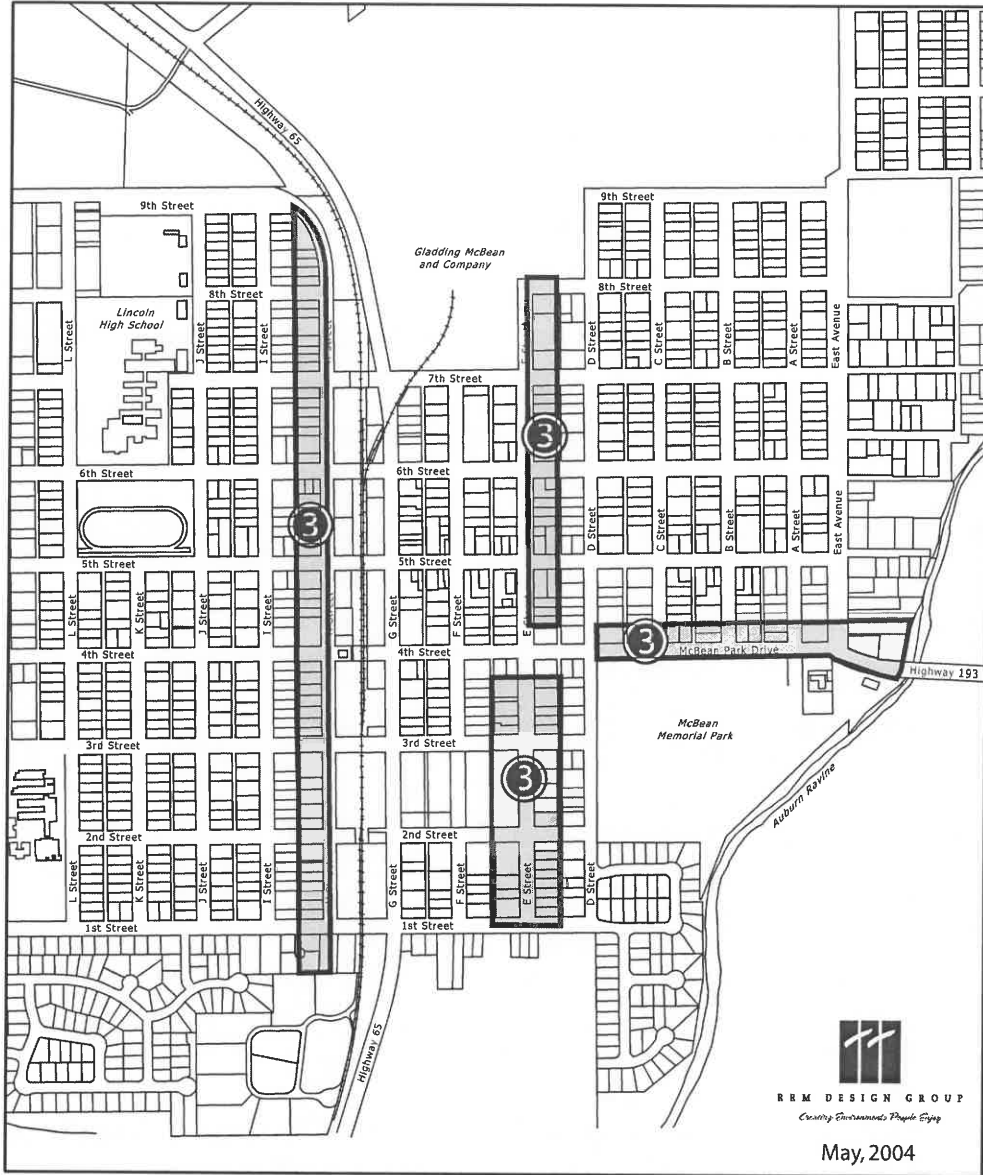 Highway 65
9th Street
9th Street
Gladding McBean
and Company
8th Street
8th Street
Lincoln
High School
L Street
J Street
I Street
D Street
C Street
B Street
A Street
East Avenue
7th Street
3
6th Street
6th Street
3
D Street
C Street
B Street
A Street
East Avenue
5th Street
5th Street
L Street
K Street
J Street
I Street
G Street
F Street
E
3
4th Street
4th Street
McBean Park Drive
Highway 193
McBean
Memorial Park
3rd Street
3rd Street
3
Auburn Ravine
2nd Street
2nd Street
L Street
K Street
J Street
I Street
G Street
F Street
E Street
D Street
1st Street
1st Street
Highway 65
RRM DESIGN GROUP
Creating Environments People Enjoy
May, 2004